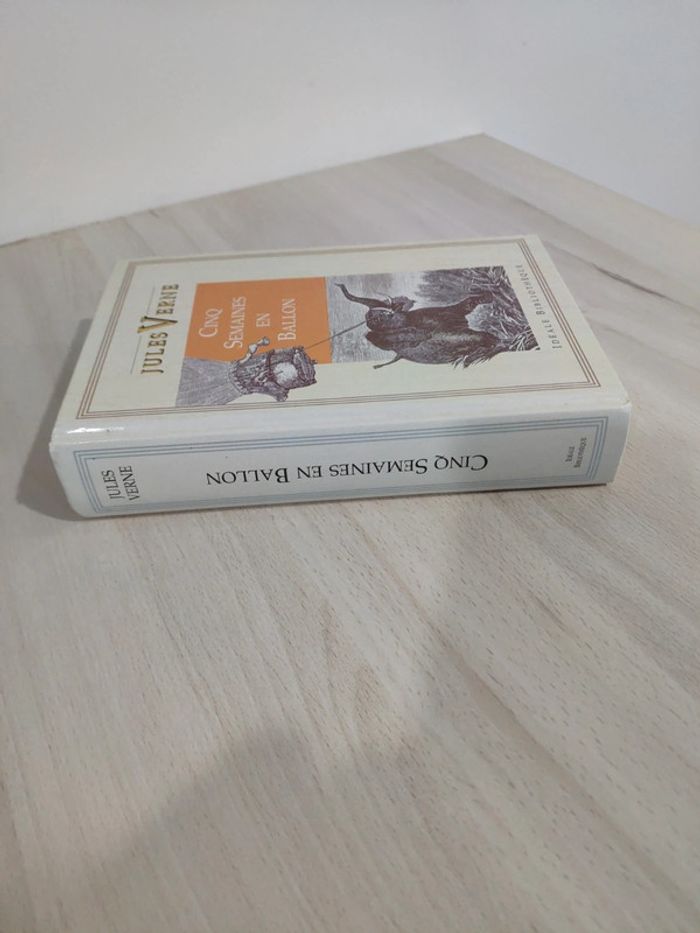 JULES VERNE
CINQ
SEMAINES
EN
BALLON
IDÉALE BIBLIOTHÈQUE
JULES
VERNE
CINQ SEMAINES EN BALLON
IDÉALE
BIBLIOTHÈQUE